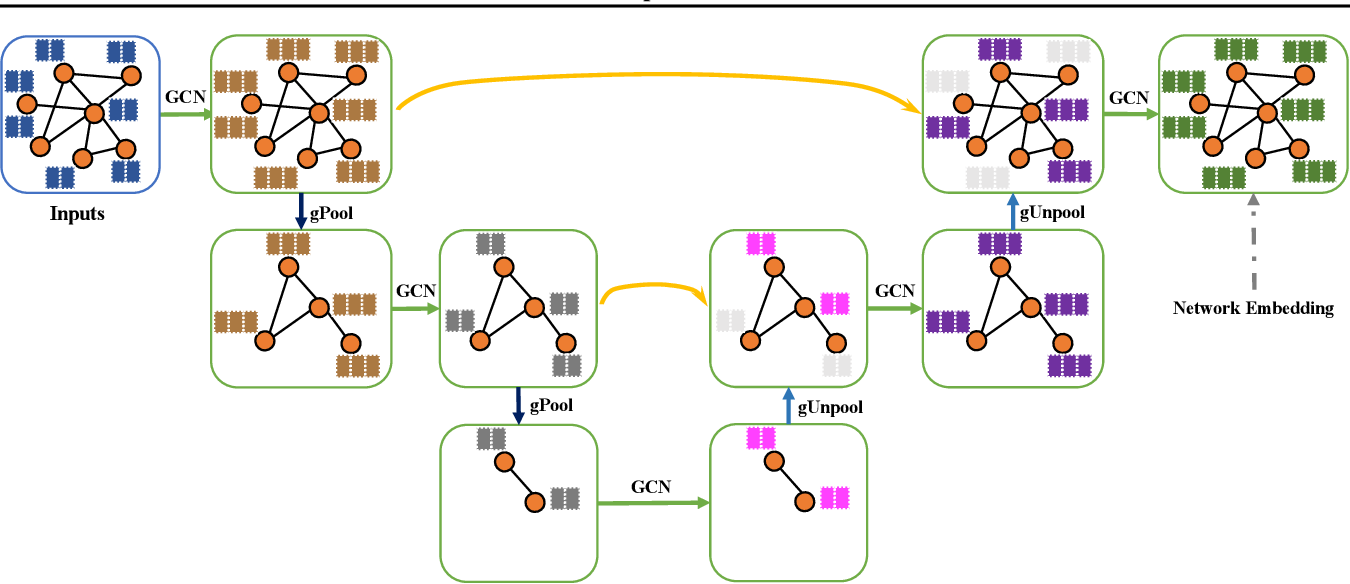 GCN
GCN
Inputs
gPool
gUnpool
GCN
GCN
Network Embedding
gPool
gUnpool
GCN